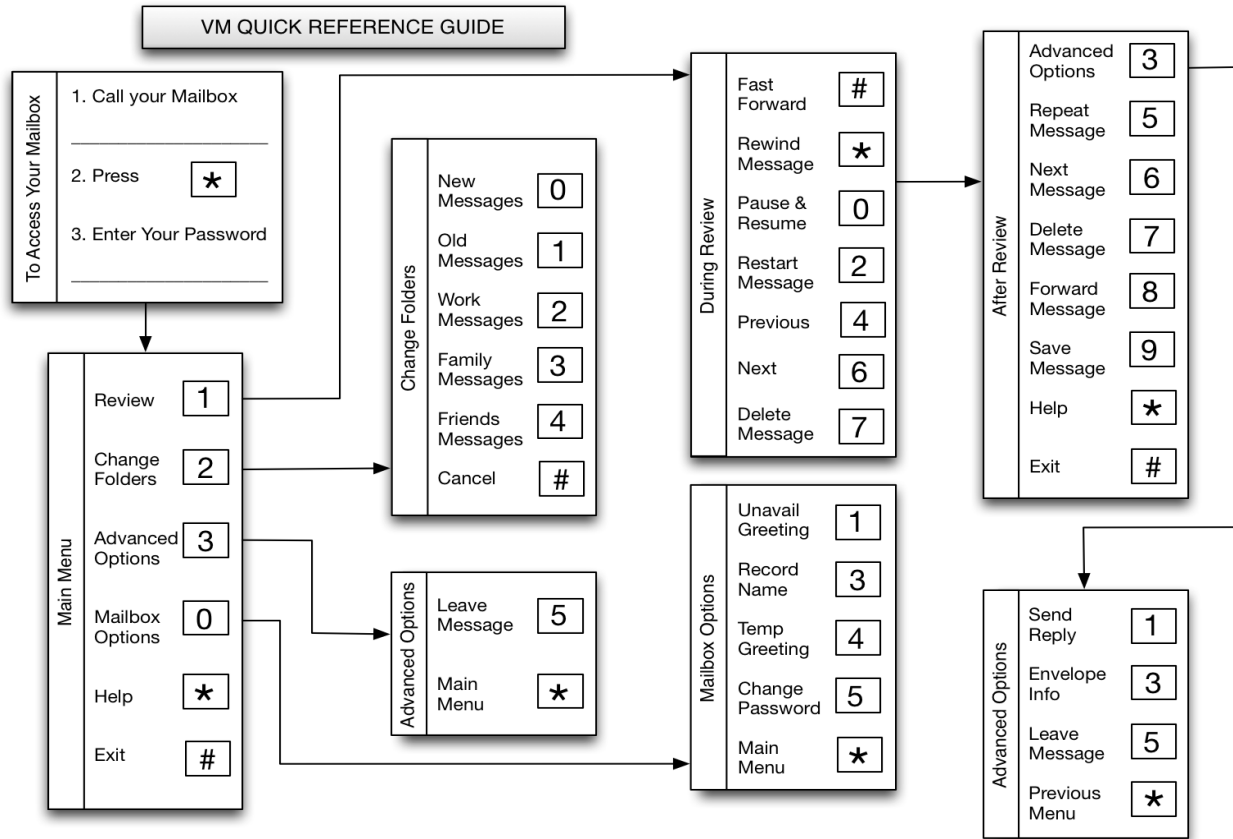 VM QUICK REFERENCE GUIDE
To Access Your Mailbox
1. Call your Mailbox
2. Press *
3. Enter Your Password
Main Menu
Review 1
Change
Folders 2
Advanced
Options 3
Mailbox
Options 0
Help *
Exit #
Change Folders
New
Messages 0
Old
Messages 1
Work
Messages 2
Family
Messages 3
Friends
Messages 4
Cancel #
Advanced Options
Leave
Message 5
Main
Menu *
During Review
Fast
Forward #
Rewind
Message *
Pause &
Resume 0
Restart
Message 2
Previous 4
Next 6
Delete
Message 7
Mailbox Options
Unavail
Greeting 1
Record
Name 3
Temp
Greeting 4
Change
Password 5
Main
Menu *
After Review
Advanced
Options 3
Repeat
Message 5
Next
Message 6
Delete
Message 7
Forward
Message 8
Save
Message 9
Help *
Exit #
Advanced Options
Send
Reply 1
Envelope
Info 3
Leave
Message 5
Previous
Menu *